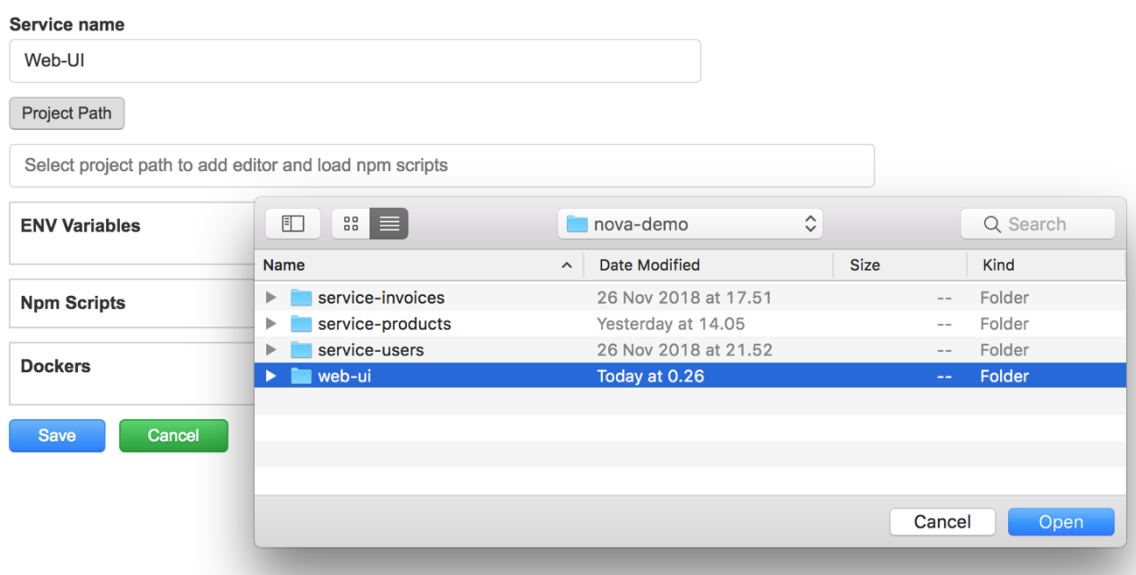 Service name
Web-UI
Project Path
Select project path to add editor and load npm scripts
ENV Variables
Npm Scripts
Dockers
Save Cancel
nova-demo Search
Name Date Modified Size Kind
service-invoices 26 Nov 2018 at 17.51 -- Folder
service-products Yesterday at 14.05 -- Folder
service-users 26 Nov 2018 at 21.52 -- Folder
web-ui Today at 0.26 -- Folder
Cancel Open